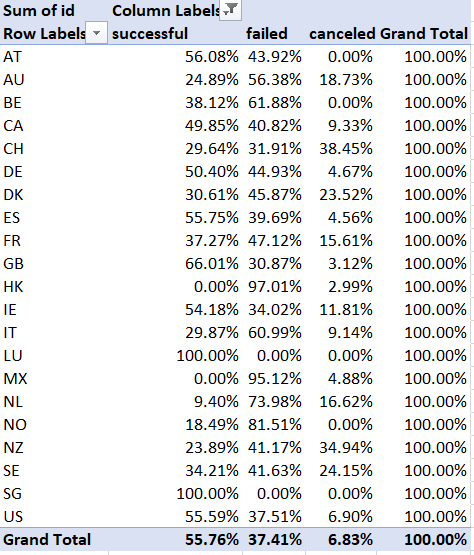 Sum of id Column Labels
Row Labels successful failed canceled Grand Total
AT 56.08% 43.92% 0.00% 100.00%
AU 24.89% 56.38% 18.73% 100.00%
BE 38.12% 61.88% 0.00% 100.00%
CA 49.85% 40.82% 9.33% 100.00%
CH 29.64% 31.91% 38.45% 100.00%
DE 50.40% 44.93% 4.67% 100.00%
DK 30.61% 45.87% 23.52% 100.00%
ES 55.75% 39.69% 4.56% 100.00%
FR 37.27% 47.12% 15.61% 100.00%
GB 66.01% 30.87% 3.12% 100.00%
HK 0.00% 97.01% 2.99% 100.00%
IE 54.18% 34.02% 11.81% 100.00%
IT 29.87% 60.99% 9.14% 100.00%
LU 100.00% 0.00% 0.00% 100.00%
MX 0.00% 95.12% 4.88% 100.00%
NL 9.40% 73.98% 16.62% 100.00%
NO 18.49% 81.51% 0.00% 100.00%
NZ 23.89% 41.17% 34.94% 100.00%
SE 34.21% 41.63% 24.15% 100.00%
SG 100.00% 0.00% 0.00% 100.00%
US 55.59% 37.51% 6.90% 100.00%
Grand Total 55.76% 37.41% 6.83% 100.00%